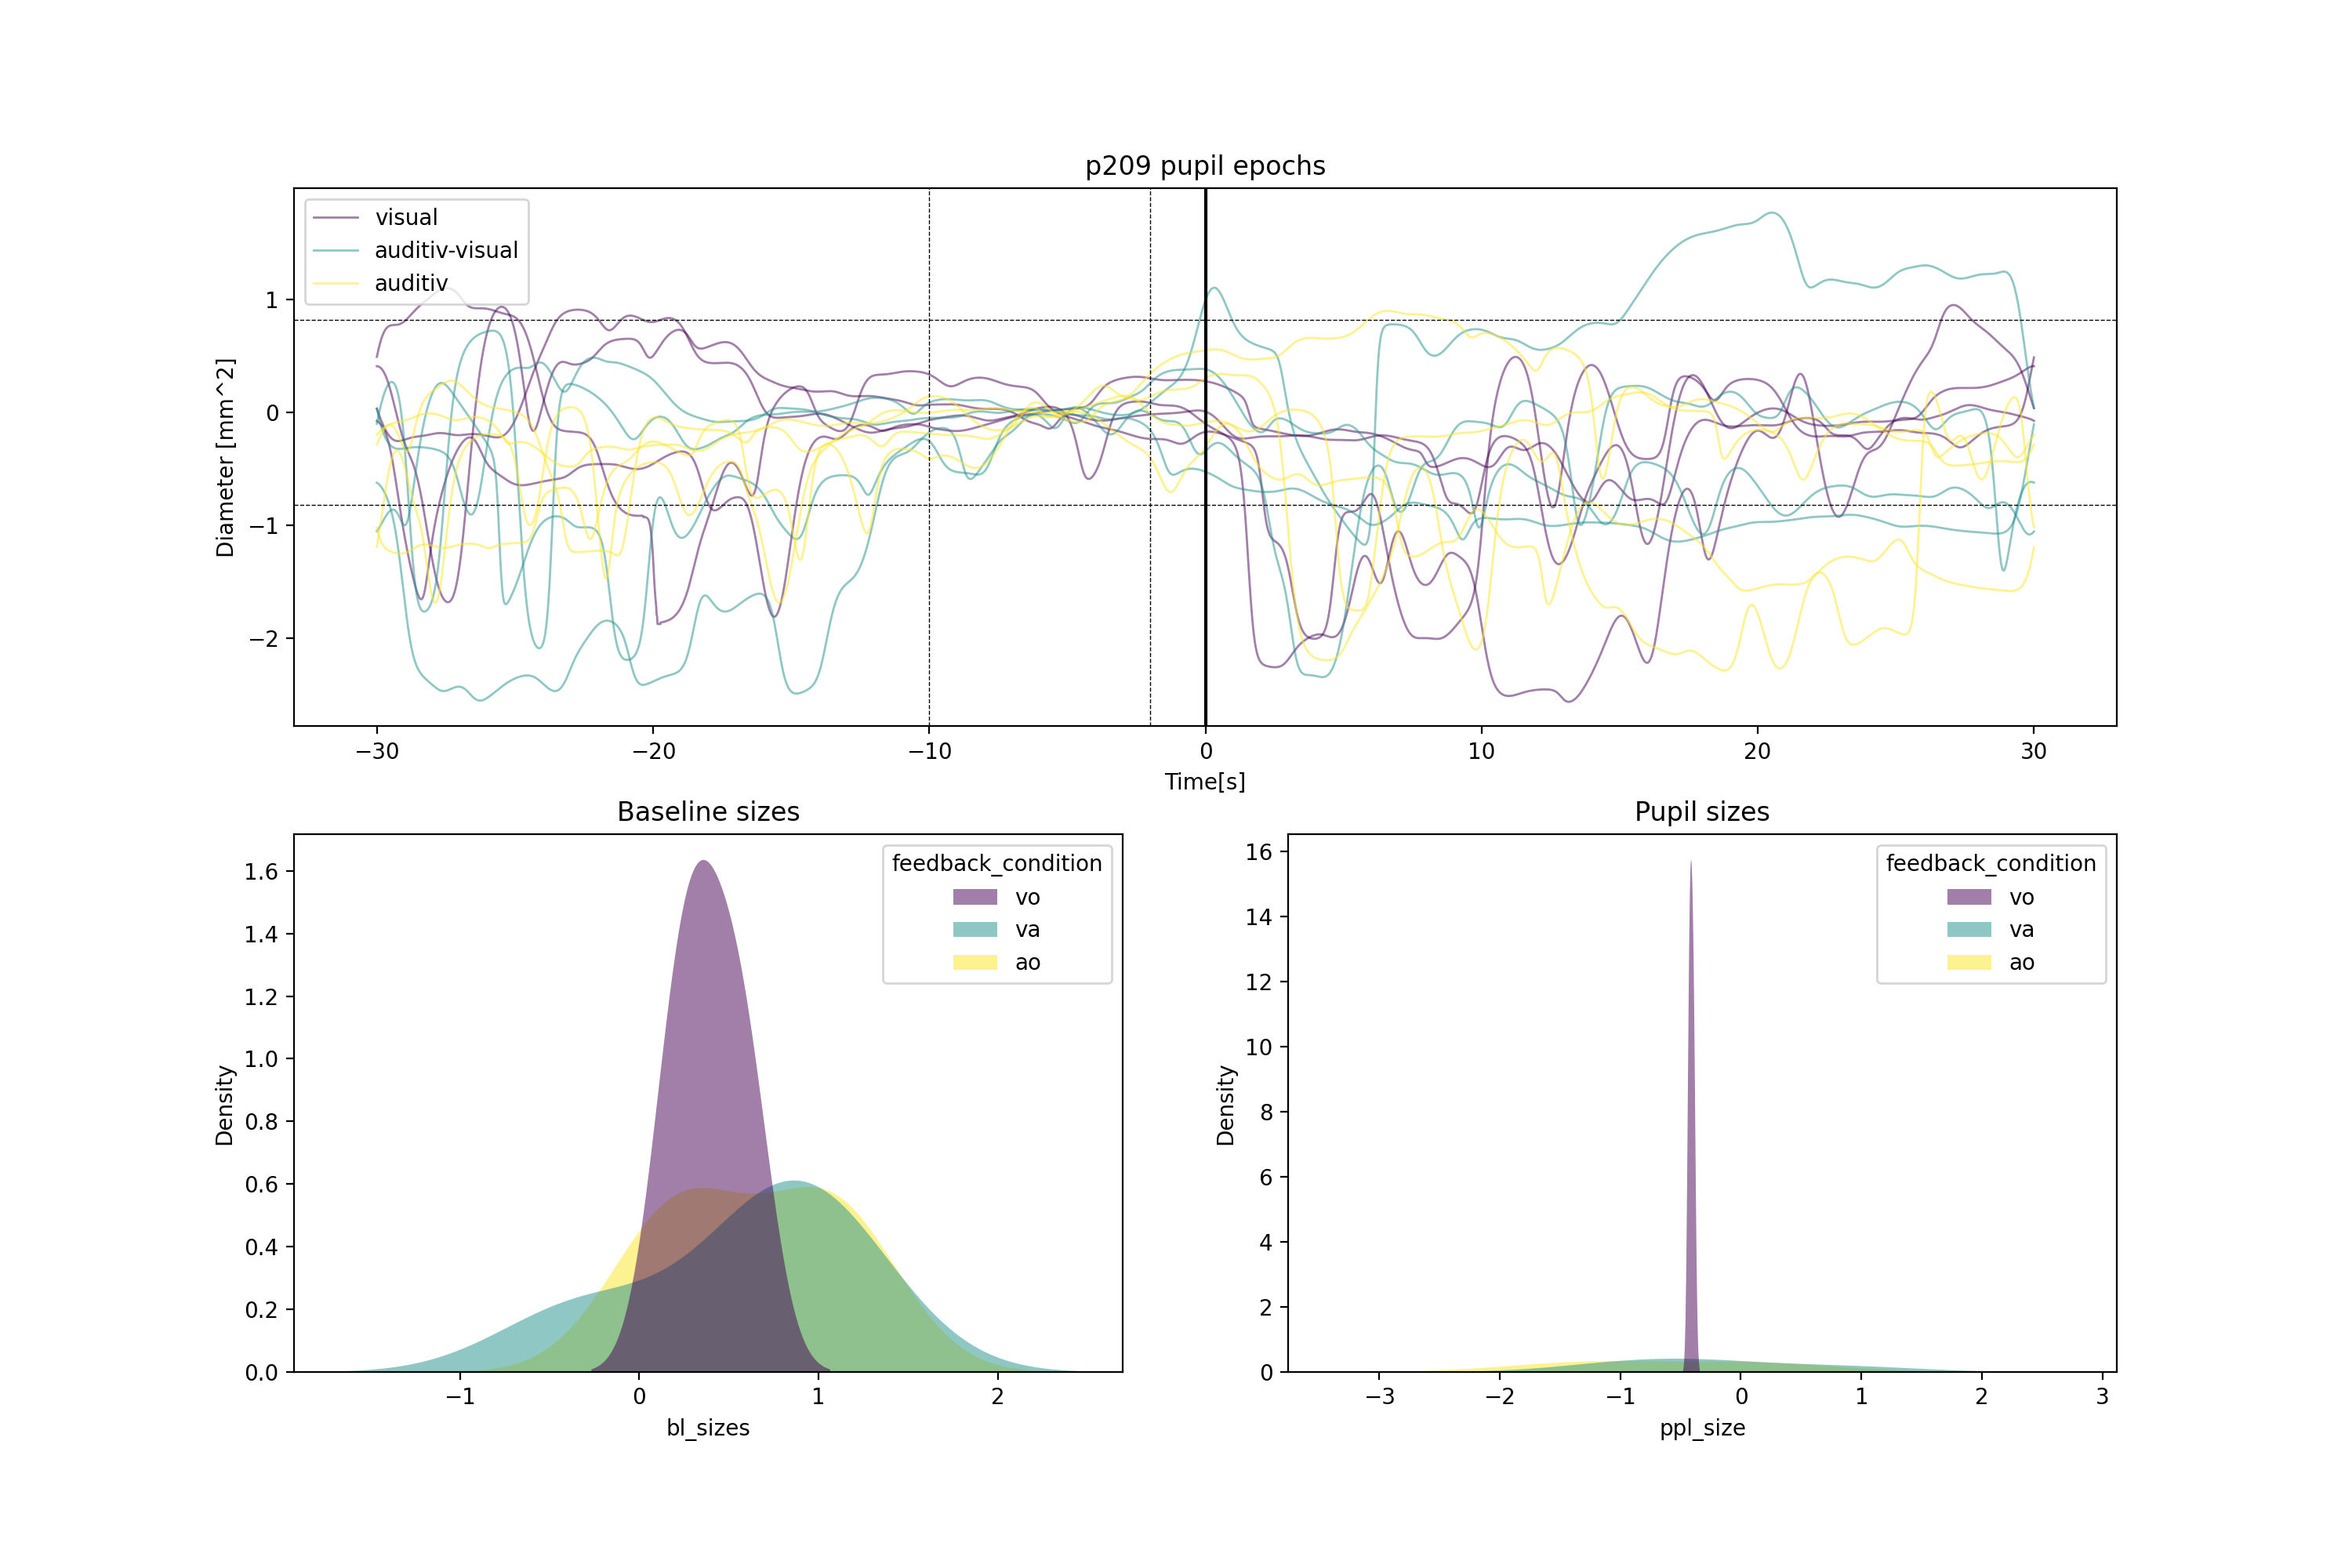 p209 pupil epochs
visual
auditiv-visual
auditiv
1
0
−1
−2
Diameter [mm^2]
−30 −20 −10 0 10 20 30
Time[s]
Baseline sizes
feedback_condition
vo
va
ao
1.6
1.4
1.2
1.0
0.8
0.6
0.4
0.2
0.0
Density
−1 0 1 2
bl_sizes
Pupil sizes
feedback_condition
vo
va
ao
16
14
12
10
8
6
4
2
0
Density
−3 −2 −1 0 1 2 3
ppl_size